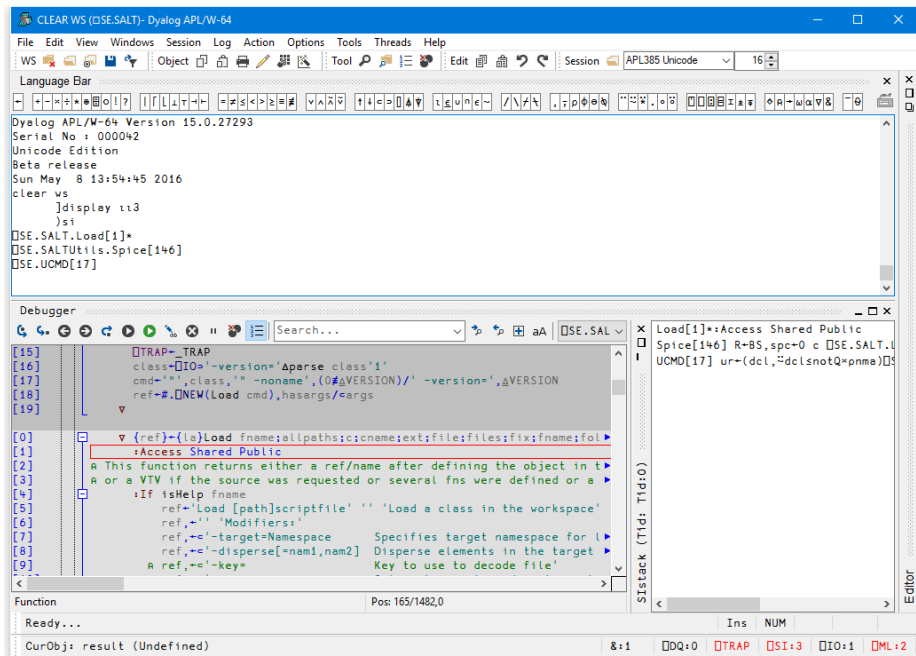 CLEAR WS (⎕SE.SALT)- Dyalog APL/W-64
File Edit View Windows Session Log Action Options Tools Threads Help
WS Object Tool Edit Session APL385 Unicode 16
Language Bar
Dyalog APL/W-64 Version 15.0.27293
Serial No : 000042
Unicode Edition
Beta release
Sun May  8 13:54:45 2016
clear ws
      ]display ⍳⍳3
      )si
⎕SE.SALT.Load[1]*
⎕SE.SALTUtils.Spice[146]
⎕SE.UCMD[17]
Debugger
Search... aA ⎕SE.SAL
[15] ⎕TRAP←_TRAP
[16] class←⎕IO⊃'-version='∆parse class'1'
[17] cmd←'"',class,'" -noname',(0≢⍙VERSION)/' -version=',⍙VERSION
[18] ref←#.⎕NEW(Load cmd),hasargs/⊂args
[19] ∇
[0] ∇ {ref}←{la}Load fname;allpaths;c;cname;ext;file;files;fix;fname;fol
[1] :Access Shared Public
[2] ⍝ This function returns either a ref/name after defining the object in t
[3] ⍝ or a VTV if the source was requested or several fns were defined or a
[4] :If isHelp fname
[5] ref←'Load [path]scriptfile' '' 'Load a class in the workspace'
[6] ref,←'' 'Modifiers:'
[7] ref,←⊂'-target=Namespace Specifies target namespace for l
[8] ref,←⊂'-disperse[=nam1,nam2] Disperse elements in the target
[9] ⍝ ref,←⊂'-key= Key to use to decode file'
Function Pos: 165/1482,0
Load[1]*:Access Shared Public
Spice[146] R←BS,spc←0 c ⎕SE.SALT.L
UCMD[17] ur←(dcl,⍨dcl≤notQ×pnma)⎕S
SIstack (Tid: Tid:0)
Editor
Ready... Ins NUM
CurObj: result (Undefined) &:1 ⎕DQ:0 ⎕TRAP ⎕SI:3 ⎕IO:1 ⎕ML:2